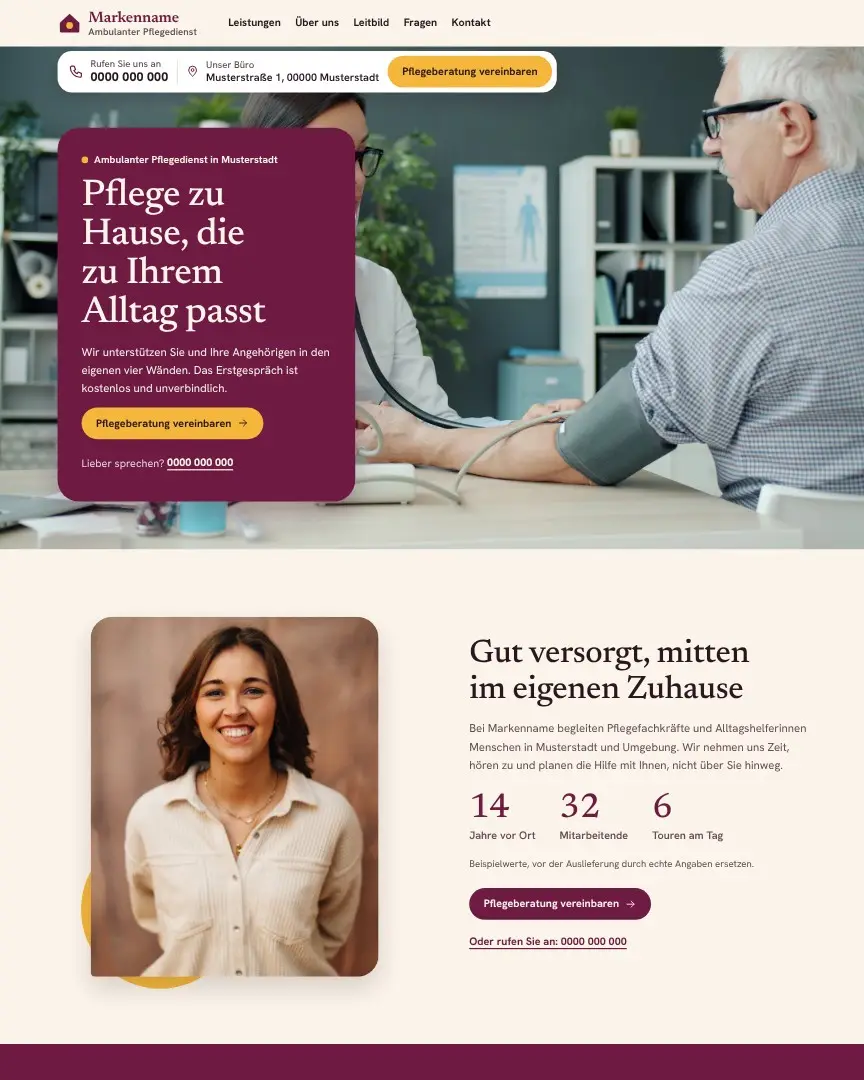 Markenname
Ambulanter Pflegedienst
Leistungen Über uns Leitbild Fragen Kontakt
Rufen Sie uns an
0000 000 000
Unser Büro
Musterstraße 1, 00000 Musterstadt
Pflegeberatung vereinbaren
Ambulanter Pflegedienst in Musterstadt
Pflege zu
Hause, die
zu Ihrem
Alltag passt
Wir unterstützen Sie und Ihre Angehörigen in den
eigenen vier Wänden. Das Erstgespräch ist
kostenlos und unverbindlich.
Pflegeberatung vereinbaren →
Lieber sprechen? 0000 000 000
Gut versorgt, mitten
im eigenen Zuhause
Bei Markenname begleiten Pflegefachkräfte und Alltagshelferinnen
Menschen in Musterstadt und Umgebung. Wir nehmen uns Zeit,
hören zu und planen die Hilfe mit Ihnen, nicht über Sie hinweg.
14 32 6
Jahre vor Ort Mitarbeitende Touren am Tag
Beispielwerte, vor der Auslieferung durch echte Angaben ersetzen.
Pflegeberatung vereinbaren →
Oder rufen Sie an: 0000 000 000